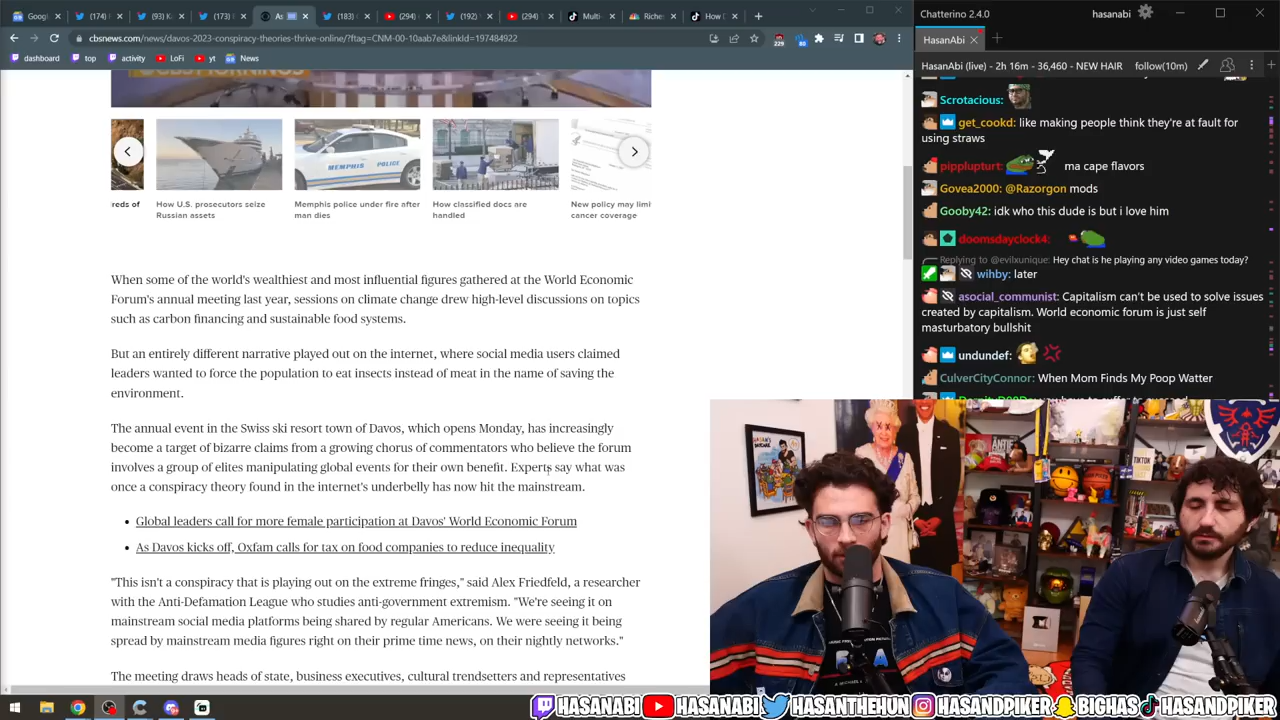 Googl
(174)
(93) K
(173)
As
(183)
(294)
(192)
(294)
Multi-
Riche
How
cbsnews.com/news/davos-2023-conspiracy-theories-thrive-online/?ftag=CNM-00-10aab7e&linkId=197484922
229
80
dashboard
top
activity
LoFi
yt
News
MEMPHIS POLICE
reds of
How U.S. prosecutors seize
Russian assets
Memphis police under fire after
man dies
How classified docs are
handled
New policy may limi
cancer coverage
When some of the world's wealthiest and most influential figures gathered at the World Economic
Forum's annual meeting last year, sessions on climate change drew high-level discussions on topics
such as carbon financing and sustainable food systems.
But an entirely different narrative played out on the internet, where social media users claimed
leaders wanted to force the population to eat insects instead of meat in the name of saving the
environment.
The annual event in the Swiss ski resort town of Davos, which opens Monday, has increasingly
become a target of bizarre claims from a growing chorus of commentators who believe the forum
involves a group of elites manipulating global events for their own benefit. Experts say what was
once a conspiracy theory found in the internet's underbelly has now hit the mainstream.
• Global leaders call for more female participation at Davos' World Economic Forum
• As Davos kicks off, Oxfam calls for tax on food companies to reduce inequality
"This isn't a conspiracy that is playing out on the extreme fringes," said Alex Friedfeld, a researcher
with the Anti-Defamation League who studies anti-government extremism. "We're seeing it on
mainstream social media platforms being shared by regular Americans. We were seeing it being
spread by mainstream media figures right on their prime time news, on their nightly networks."
The meeting draws heads of state, business executives, cultural trendsetters and representatives
Chatterino 2.4.0
hasanabi
HasanAbi
HasanAbi (live) - 2h 16m - 36,460 - NEW HAIR
follow(10m)
Scrotacious:
get_cookd: like making people think they're at fault for
using straws
pipplupturt: ma cape flavors
Govea2000: @Razorgon mods
Gooby42: idk who this dude is but i love him
doomsdayclock4:
Replying to @evilxunique: Hey chat is he playing any video games today?
wihby: later
asocial_communist: Capitalism can't be used to solve issues
created by capitalism. World economic forum is just self
masturbatory bullshit
undundef:
CulverCityConnor: When Mom Finds My Poop Watter
TIKTOK
HASANABI
HASANABI
HASANTHEHUN
HASANDPIKER
BIGHAS
HASANDPIKER